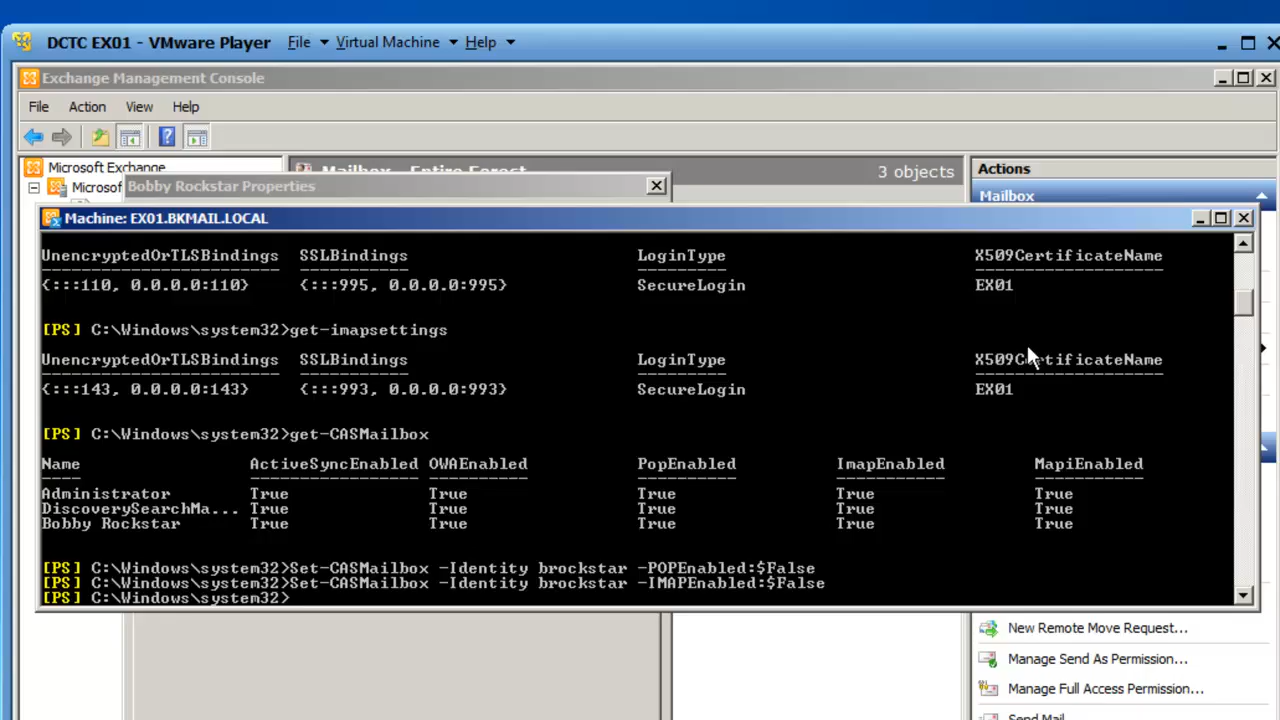 DCTC EX01 - VMware Player File Virtual Machine Help
Exchange Management Console
File Action View Help
Microsoft Exchange
Mailbox - Entire Forest 3 objects
Actions
Microsof
Bobby Rockstar Properties
Mailbox
Machine: EX01.BKMAIL.LOCAL
UnencryptedOrTLSBindings SSLBindings LoginType X509CertificateName
{:::110, 0.0.0.0:110} {:::995, 0.0.0.0:995} SecureLogin EX01
[PS] C:\Windows\system32>get-imapsettings
UnencryptedOrTLSBindings SSLBindings LoginType X509CertificateName
{:::143, 0.0.0.0:143} {:::993, 0.0.0.0:993} SecureLogin EX01
[PS] C:\Windows\system32>get-CASMailbox
Name ActiveSyncEnabled OWAEnabled PopEnabled ImapEnabled MapiEnabled
Administrator True True True True True
DiscoverySearchMa... True True True True True
Bobby Rockstar True True True True True
[PS] C:\Windows\system32>Set-CASMailbox -Identity brockstar -POPEnabled:$False
[PS] C:\Windows\system32>Set-CASMailbox -Identity brockstar -IMAPEnabled:$False
[PS] C:\Windows\system32>
New Remote Move Request...
Manage Send As Permission...
Manage Full Access Permission...
Send Mail